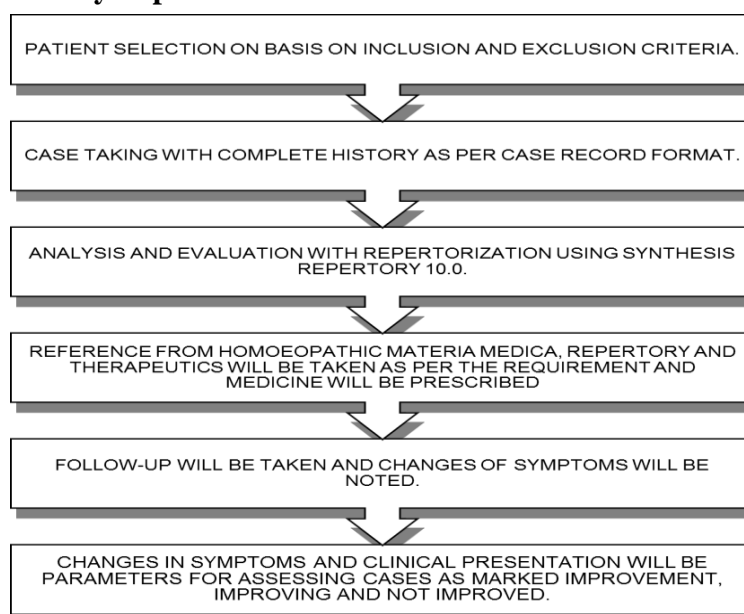 PATIENT SELECTION ON BASIS ON INCLUSION AND EXCLUSION CRITERIA.
CASE TAKING WITH COMPLETE HISTORY AS PER CASE RECORD FORMAT.
ANALYSIS AND EVALUATION WITH REPERTORIZATION USING SYNTHESIS
REPERTORY 10.0.
REFERENCE FROM HOMOEOPATHIC MATERIA MEDICA, REPERTORY AND
THERAPEUTICS WILL BE TAKEN AS PER THE REQUIREMENT AND
MEDICINE WILL BE PRESCRIBED
FOLLOW-UP WILL BE TAKEN AND CHANGES OF SYMPTOMS WILL BE
NOTED.
CHANGES IN SYMPTOMS AND CLINICAL PRESENTATION WILL BE
PARAMETERS FOR ASSESSING CASES AS MARKED IMPROVEMENT,
IMPROVING AND NOT IMPROVED.